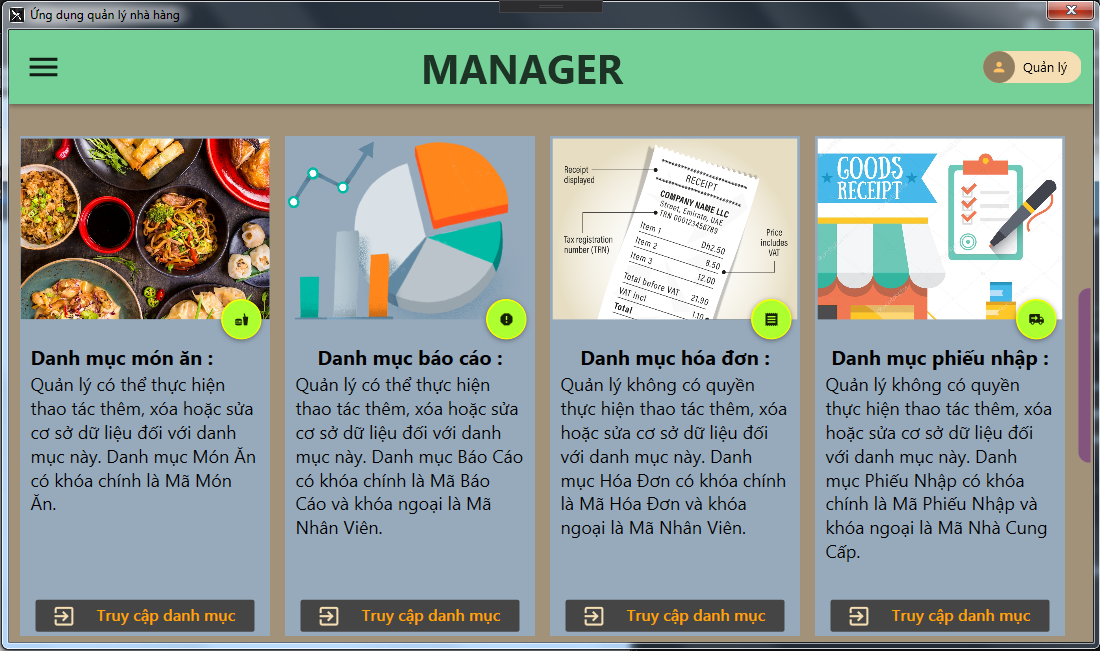 Ứng dụng quản lý nhà hàng
MANAGER
Quản lý
Danh mục món ăn :
Quản lý có thể thực hiện
thao tác thêm, xóa hoặc sửa
cơ sở dữ liệu đối với danh
mục này. Danh mục Món Ăn
có khóa chính là Mã Món
Ăn.
Truy cập danh mục
Danh mục báo cáo :
Quản lý có thể thực hiện
thao tác thêm, xóa hoặc sửa
cơ sở dữ liệu đối với danh
mục này. Danh mục Báo Cáo
có khóa chính là Mã Báo
Cáo và khóa ngoại là Mã
Nhân Viên.
Truy cập danh mục
Receipt
displayed
Tax registration
number (TRN)
Price
includes
VAT
RECEIPT
COMPANY NAME LLC
Street, Emirate, UAE
TRN 000123456789
Item 1 Dh2.50
Item 2 8.50
Item 3 12.00
Total before VAT 21.90
VAT incl 1.10
Total
Danh mục hóa đơn :
Quản lý không có quyền
thực hiện thao tác thêm, xóa
hoặc sửa cơ sở dữ liệu đối
với danh mục này. Danh
mục Hóa Đơn có khóa chính
là Mã Hóa Đơn và khóa
ngoại là Mã Nhân Viên.
Truy cập danh mục
GOODS
RECEIPT
Danh mục phiếu nhập :
Quản lý không có quyền
thực hiện thao tác thêm, xóa
hoặc sửa cơ sở dữ liệu đối
với danh mục này. Danh
mục Phiếu Nhập có khóa
chính là Mã Phiếu Nhập và
khóa ngoại là Mã Nhà Cung
Cấp.
Truy cập danh mục